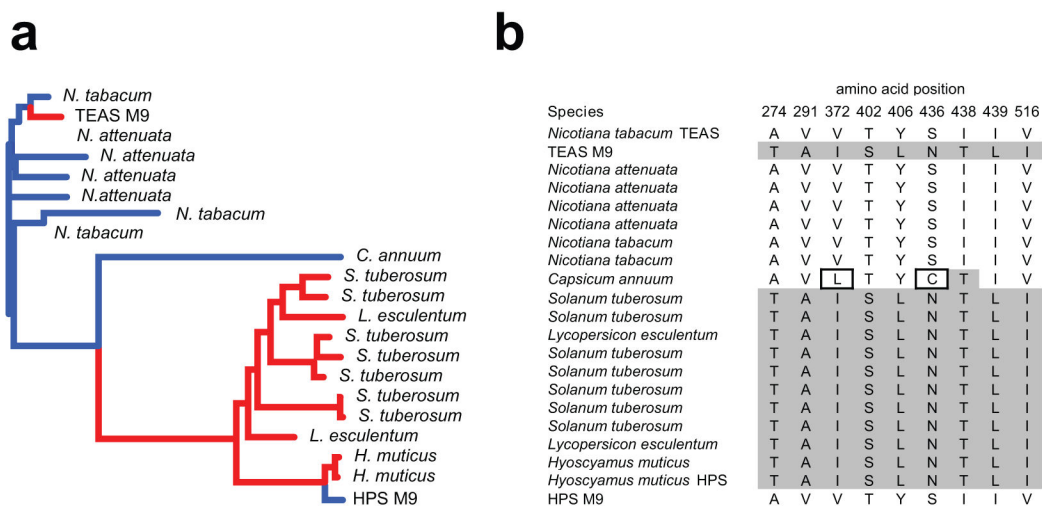 a
b
N. tabacum
TEAS M9
N. attenuata
N. attenuata
N. attenuata
N.attenuata
N. tabacum
N. tabacum
C. annuum
S. tuberosum
S. tuberosum
L. esculentum
S. tuberosum
S. tuberosum
S. tuberosum
S. tuberosum
S. tuberosum
L. esculentum
H. muticus
H. muticus
HPS M9
amino acid position
Species 274 291 372 402 406 436 438 439 516
Nicotiana tabacum TEAS A V V T Y S I I V
TEAS M9 T A I S L N T L I
Nicotiana attenuata A V V T Y S I I V
Nicotiana attenuata A V V T Y S I I V
Nicotiana attenuata A V V T Y S I I V
Nicotiana attenuata A V V T Y S I I V
Nicotiana tabacum A V V T Y S I I V
Nicotiana tabacum A V V T Y S I I V
Capsicum annuum A V L T Y C T I V
Solanum tuberosum T A I S L N T L I
Solanum tuberosum T A I S L N T L I
Lycopersicon esculentum T A I S L N T L I
Solanum tuberosum T A I S L N T L I
Solanum tuberosum T A I S L N T L I
Solanum tuberosum T A I S L N T L I
Solanum tuberosum T A I S L N T L I
Solanum tuberosum T A I S L N T L I
Lycopersicon esculentum T A I S L N T L I
Hyoscyamus muticus T A I S L N T L I
Hyoscyamus muticus HPS T A I S L N T L I
HPS M9 A V V T Y S I I V